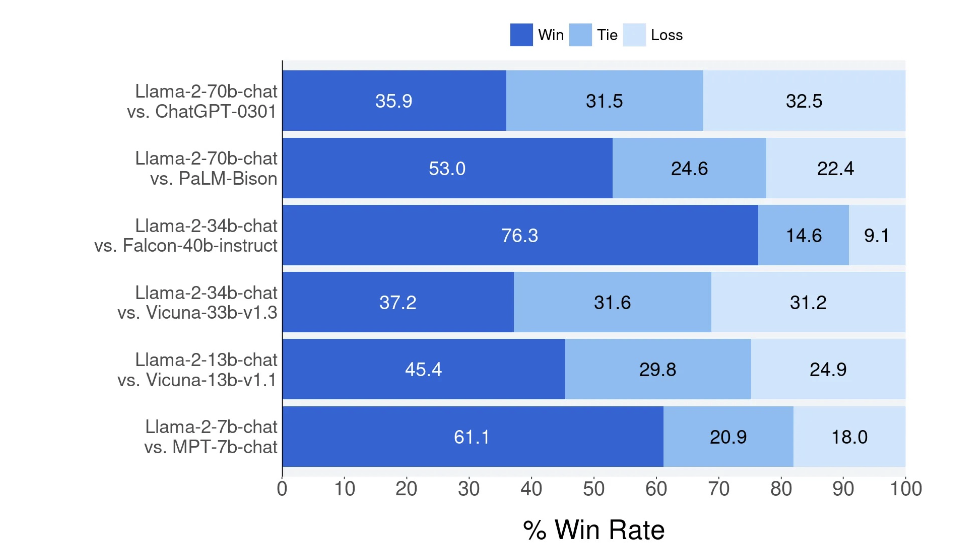 Win Tie Loss
Llama-2-70b-chat
vs. ChatGPT-0301
35.9 31.5 32.5
Llama-2-70b-chat
vs. PaLM-Bison
53.0 24.6 22.4
Llama-2-34b-chat
vs. Falcon-40b-instruct
76.3 14.6 9.1
Llama-2-34b-chat
vs. Vicuna-33b-v1.3
37.2 31.6 31.2
Llama-2-13b-chat
vs. Vicuna-13b-v1.1
45.4 29.8 24.9
Llama-2-7b-chat
vs. MPT-7b-chat
61.1 20.9 18.0
0 10 20 30 40 50 60 70 80 90 100
% Win Rate